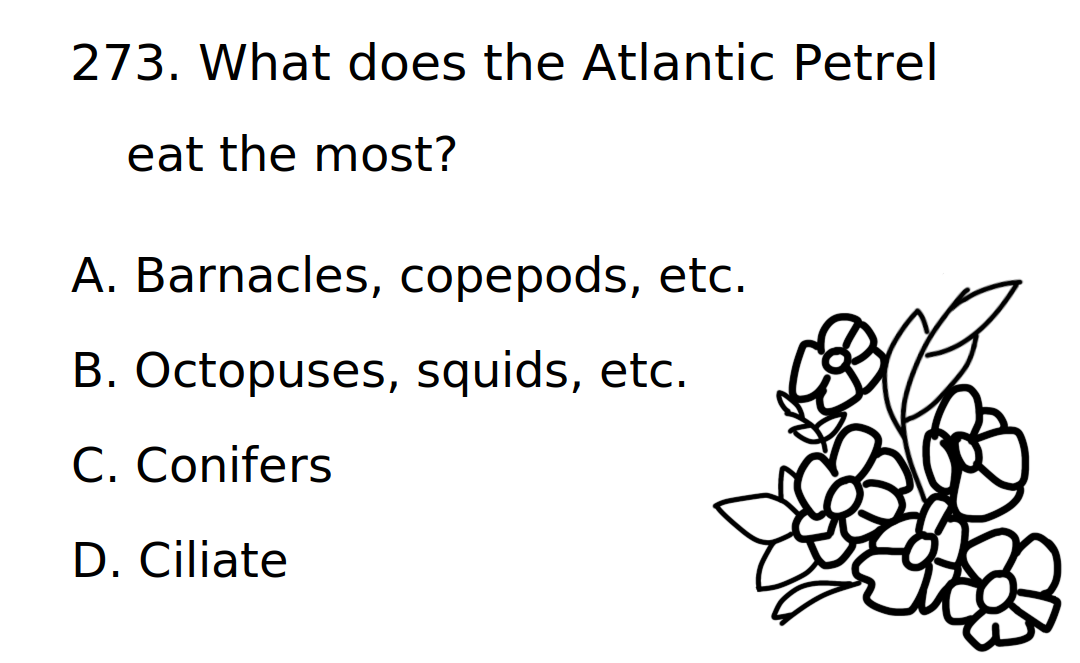 273. What does the Atlantic Petrel
eat the most?
A. Barnacles, copepods, etc.
B. Octopuses, squids, etc.
C. Conifers
D. Ciliate